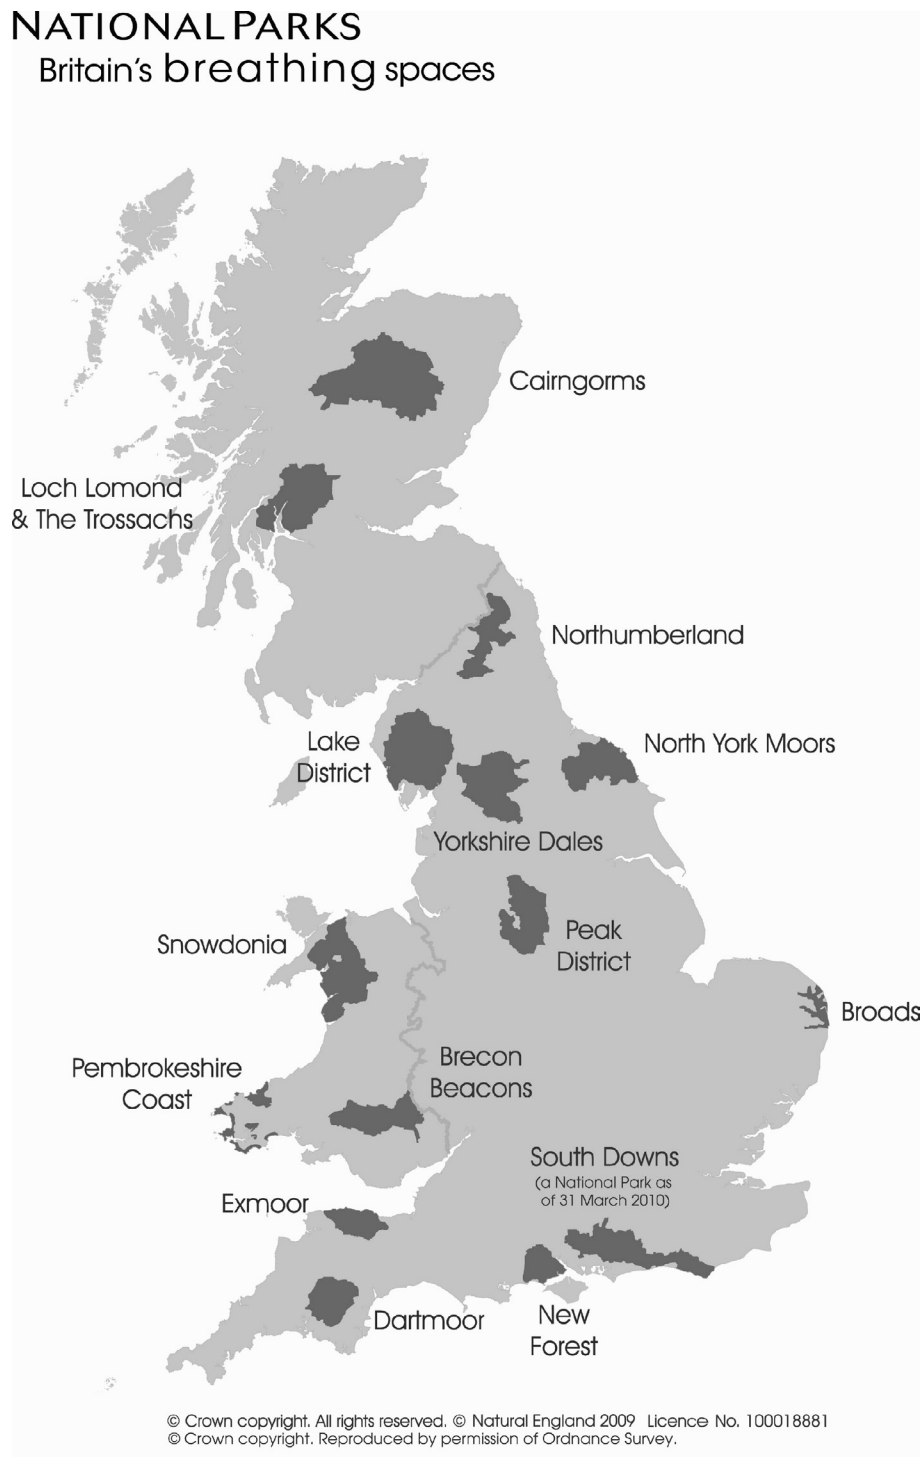 NATIONAL PARKS
Britain's breathing spaces
Cairngorms
Loch Lomond
& The Trossachs
Northumberland
Lake
District
North York Moors
Yorkshire Dales
Peak
District
Snowdonia
Broads
Pembrokeshire
Coast
Brecon
Beacons
South Downs
(a National Park as
of 31 March 2010)
Exmoor
Dartmoor
New
Forest
© Crown copyright. All rights reserved. © Natural England 2009 Licence No. 100018881
© Crown copyright. Reproduced by permission of Ordnance Survey.